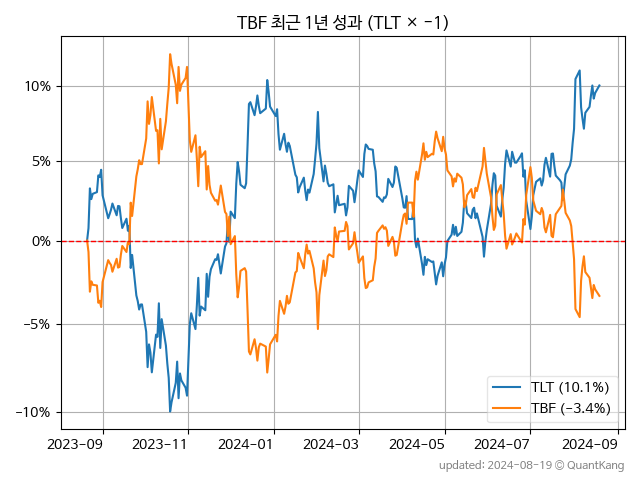 TBF 최근 1년 성과 (TLT × −1)
10%
5%
0%
−5%
−10%
TLT (10.1%)
TBF (−3.4%)
2023−09 2023−11 2024−01 2024−03 2024−05 2024−07 2024−09
updated: 2024-08-19 © QuantKang